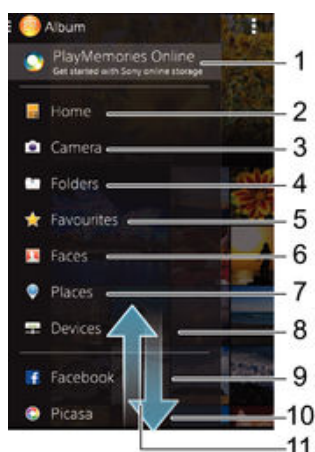 Album
PlayMemories Online 1
Get started with Sony online storage
Home 2
Camera 3
Folders 4
Favourites 5
Faces 6
Places 7
Devices 8
Facebook 9
Picasa 10
11